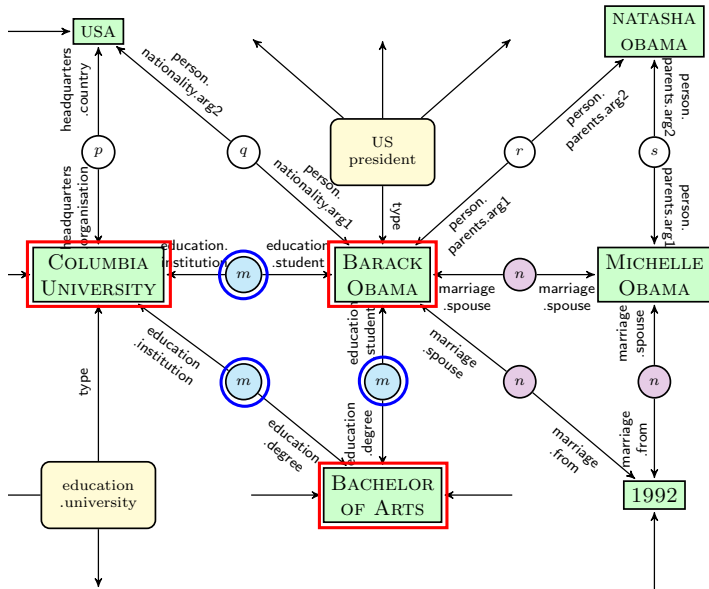 USA
NATASHA
OBAMA
headquarters
.country
person.
nationality.arg2
US
president
person.
parents.arg2
person.
parents.arg2
p
q
r
s
headquarters
organisation
person.
nationality.arg1
type
person.
parents.arg1
person.
parents.arg1
COLUMBIA
UNIVERSITY
education.
institution
m
education
.student
BARACK
OBAMA
marriage
.spouse
n
marriage
.spouse
MICHELLE
OBAMA
type
education
.institution
m
education
.degree
education
student
m
education
.degree
marriage
.spouse
n
marriage
.from
marriage
.spouse
n
marriage
.from
education
.university
BACHELOR
OF ARTS
1992